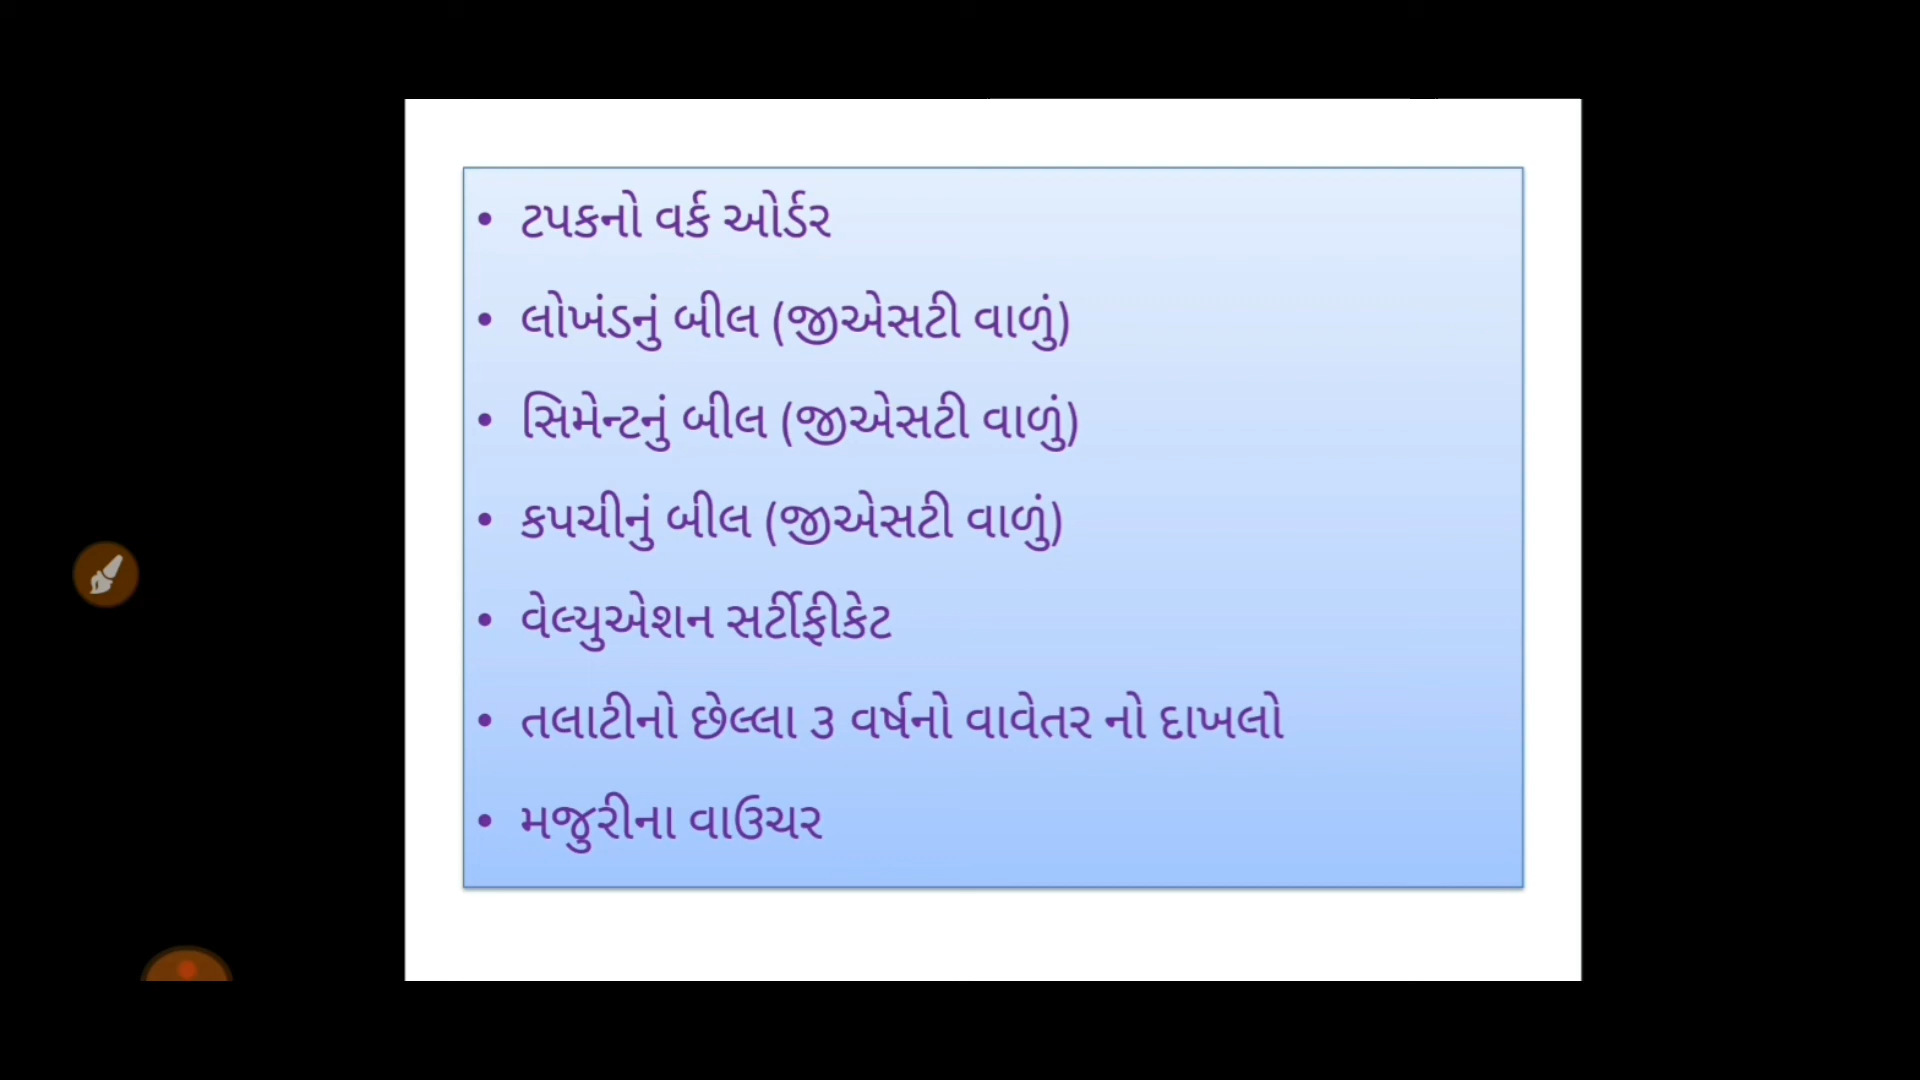 • ટપકનો વર્ક ઓર્ડર
• લોખંડનું બીલ (જીએસટી વાળું)
• સિમેન્ટનું બીલ (જીએસટી વાળું)
• કપચીનું બીલ (જીએસટી વાળું)
• વેલ્યુએશન સર્ટીફીકેટ
• તલાટીનો છેલ્લા ૩ વર્ષનો વાવેતર નો દાખલો
• મજુરીના વાઉચર